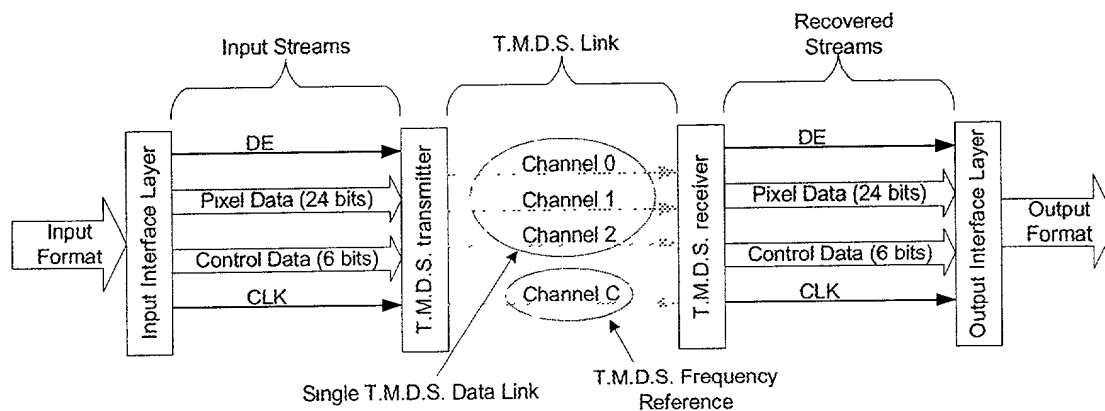 Input Streams
T.M.D.S. Link
Recovered
Streams
Input
Format
Input Interface Layer
DE
Pixel Data (24 bits)
Control Data (6 bits)
CLK
T.M.D.S. transmitter
Channel 0
Channel 1
Channel 2
Channel C
T.M.D.S. receiver
DE
Pixel Data (24 bits)
Control Data (6 bits)
CLK
Output Interface Layer
Output
Format
Single T.M.D.S. Data Link
T.M.D.S. Frequency
Reference